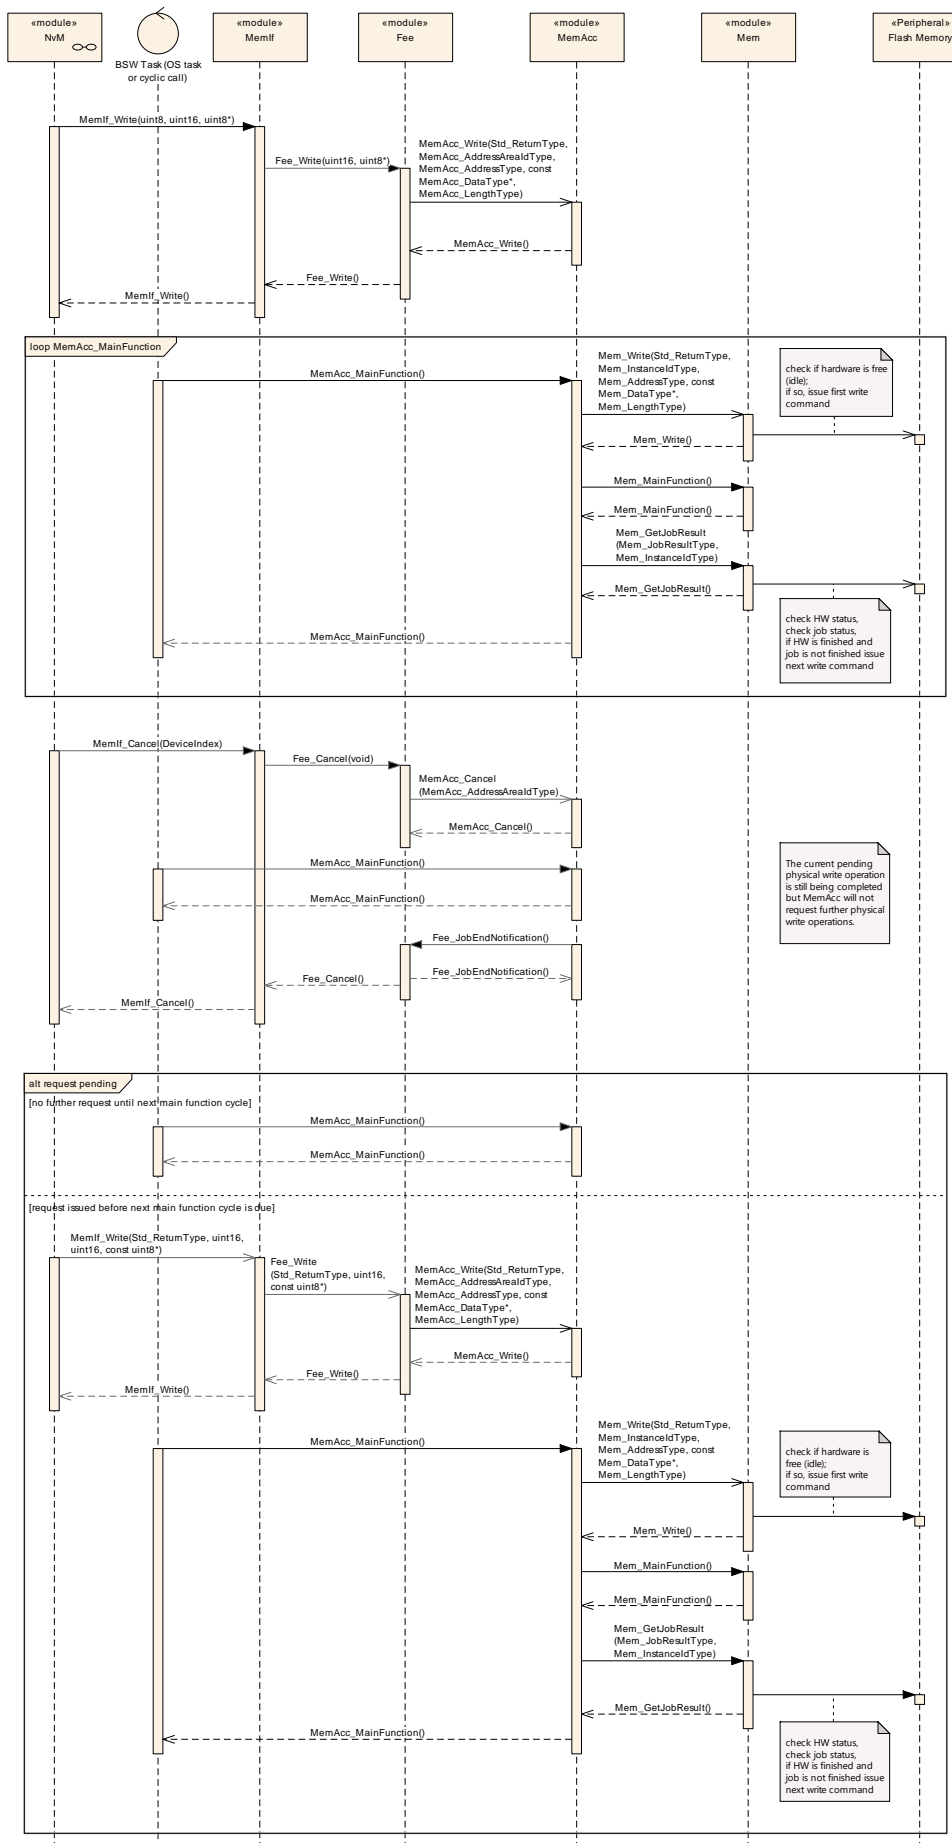 «module»
NvM
BSW Task (OS task
or cyclic call)
«module»
MemIf
«module»
Fee
«module»
MemAcc
«module»
Mem
«Peripheral»
Flash Memory
MemIf_Write(uint8, uint16, uint8*)
Fee_Write(uint16, uint8*)
MemAcc_Write(Std_ReturnType,
MemAcc_AddressAreaIdType,
MemAcc_AddressType, const
MemAcc_DataType*,
MemAcc_LengthType)
MemAcc_Write()
Fee_Write()
MemIf_Write()
loop MemAcc_MainFunction
MemAcc_MainFunction()
Mem_Write(Std_ReturnType,
Mem_InstanceIdType,
Mem_AddressType, const
Mem_DataType*,
Mem_LengthType)
check if hardware is free
(idle);
if so, issue first write
command
Mem_Write()
Mem_MainFunction()
Mem_MainFunction()
Mem_GetJobResult
(Mem_JobResultType,
Mem_InstanceIdType)
Mem_GetJobResult()
check HW status,
check job status,
if HW is finished and
job is not finished issue
next write command
MemAcc_MainFunction()
MemIf_Cancel(DeviceIndex)
Fee_Cancel(void)
MemAcc_Cancel
(MemAcc_AddressAreaIdType)
MemAcc_Cancel()
MemAcc_MainFunction()
MemAcc_MainFunction()
The current pending
physical write operation
is still being completed
but MemAcc will not
request further physical
write operations.
Fee_JobEndNotification()
Fee_JobEndNotification()
Fee_Cancel()
MemIf_Cancel()
alt request pending
[no further request until next main function cycle]
MemAcc_MainFunction()
MemAcc_MainFunction()
[request issued before next main function cycle is due]
MemIf_Write(Std_ReturnType, uint16,
uint16, const uint8*)
Fee_Write
(Std_ReturnType, uint16,
const uint8*)
MemAcc_Write(Std_ReturnType,
MemAcc_AddressAreaIdType,
MemAcc_AddressType, const
MemAcc_DataType*,
MemAcc_LengthType)
MemAcc_Write()
Fee_Write()
MemIf_Write()
MemAcc_MainFunction()
Mem_Write(Std_ReturnType,
Mem_InstanceIdType,
Mem_AddressType, const
Mem_DataType*,
Mem_LengthType)
check if hardware is
free (idle);
if so, issue first write
command
Mem_Write()
Mem_MainFunction()
Mem_MainFunction()
Mem_GetJobResult
(Mem_JobResultType,
Mem_InstanceIdType)
Mem_GetJobResult()
MemAcc_MainFunction()
check HW status,
check job status,
if HW is finished and
job is not finished issue
next write command